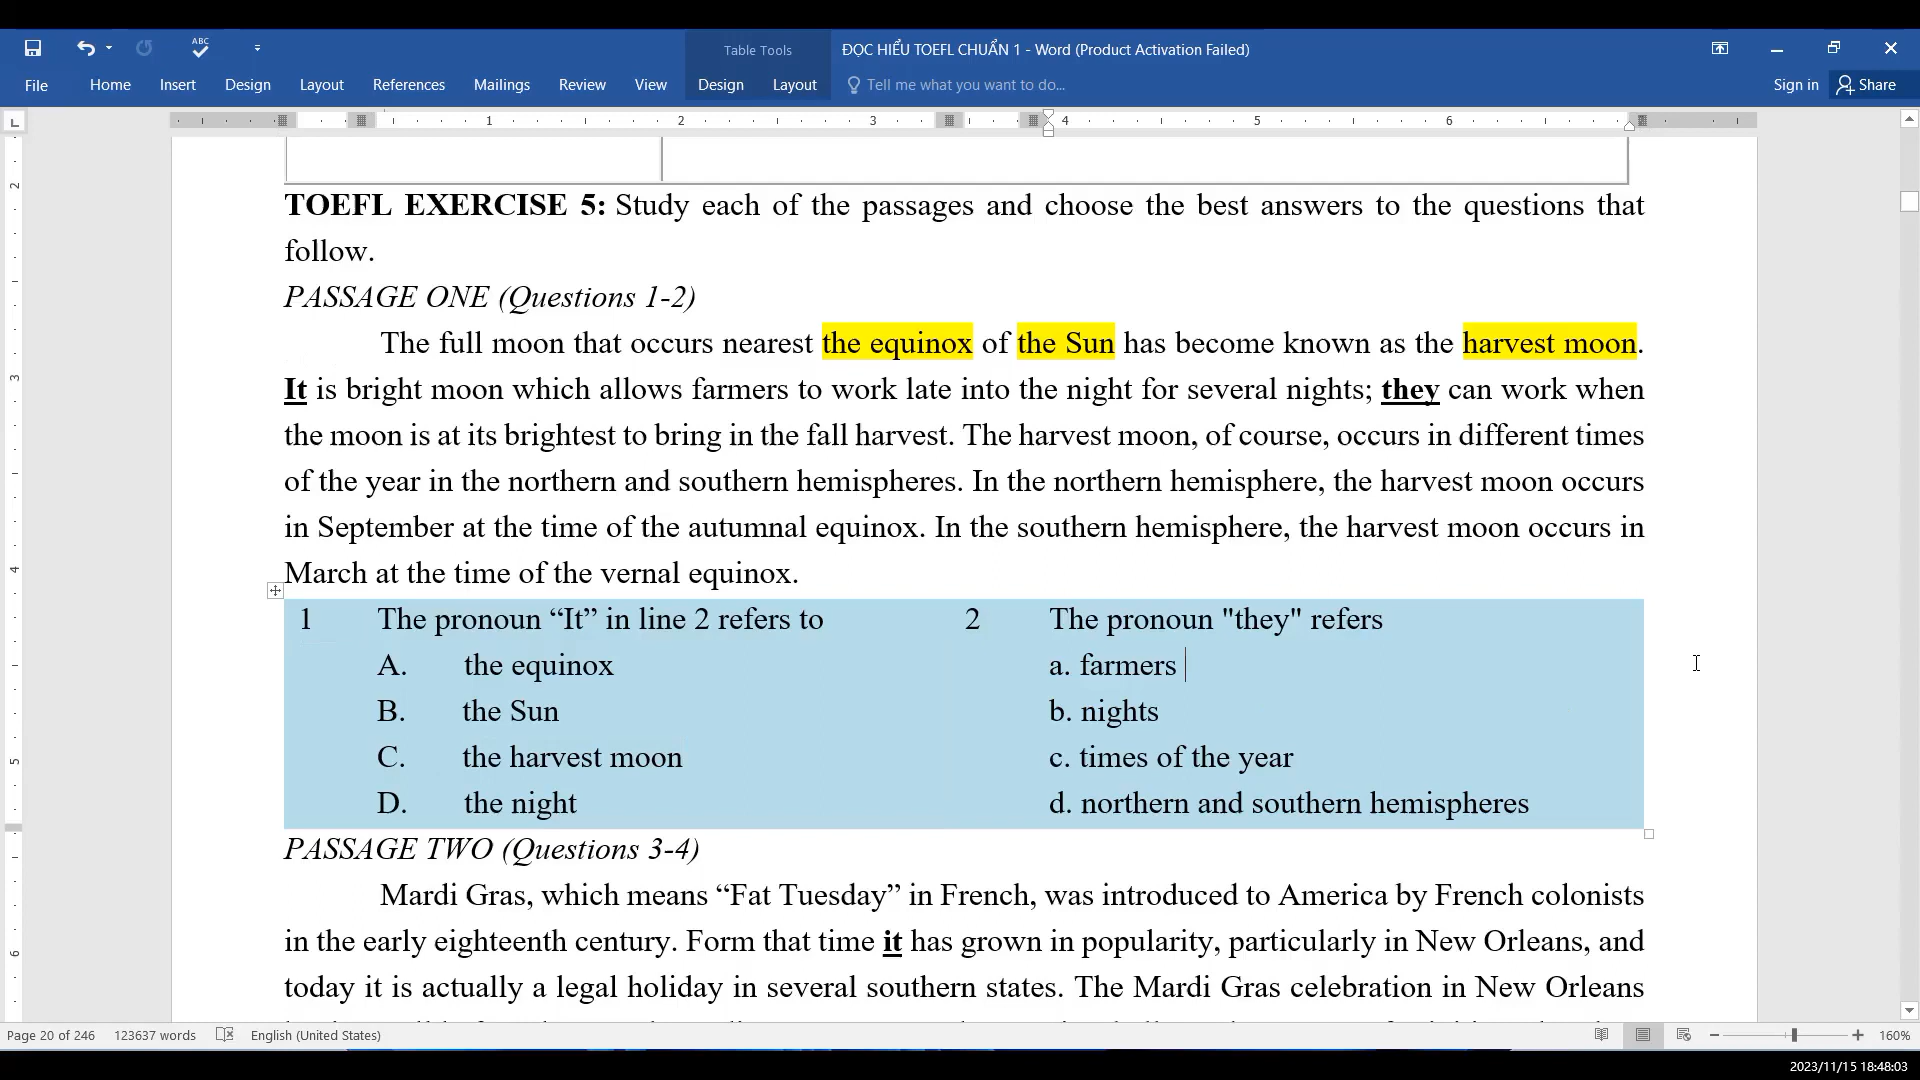 ABC
Table Tools
ĐỌC HIỂU TOEFL CHUẨN 1 - Word (Product Activation Failed)
File Home Insert Design Layout References Mailings Review View Design Layout Tell me what you want to do... Sign in Share
L 1 2 3 4 5 6
2
3
4
5
6
TOEFL EXERCISE 5: Study each of the passages and choose the best answers to the questions that
follow.
PASSAGE ONE (Questions 1-2)
The full moon that occurs nearest the equinox of the Sun has become known as the harvest moon.
It is bright moon which allows farmers to work late into the night for several nights; they can work when
the moon is at its brightest to bring in the fall harvest. The harvest moon, of course, occurs in different times
of the year in the northern and southern hemispheres. In the northern hemisphere, the harvest moon occurs
in September at the time of the autumnal equinox. In the southern hemisphere, the harvest moon occurs in
March at the time of the vernal equinox.
1 The pronoun “It” in line 2 refers to
A. the equinox
B. the Sun
C. the harvest moon
D. the night
2 The pronoun "they" refers
a. farmers
b. nights
c. times of the year
d. northern and southern hemispheres
PASSAGE TWO (Questions 3-4)
Mardi Gras, which means “Fat Tuesday” in French, was introduced to America by French colonists
in the early eighteenth century. Form that time it has grown in popularity, particularly in New Orleans, and
today it is actually a legal holiday in several southern states. The Mardi Gras celebration in New Orleans
Page 20 of 246 123637 words English (United States) 160%
2023/11/15 18:48:03